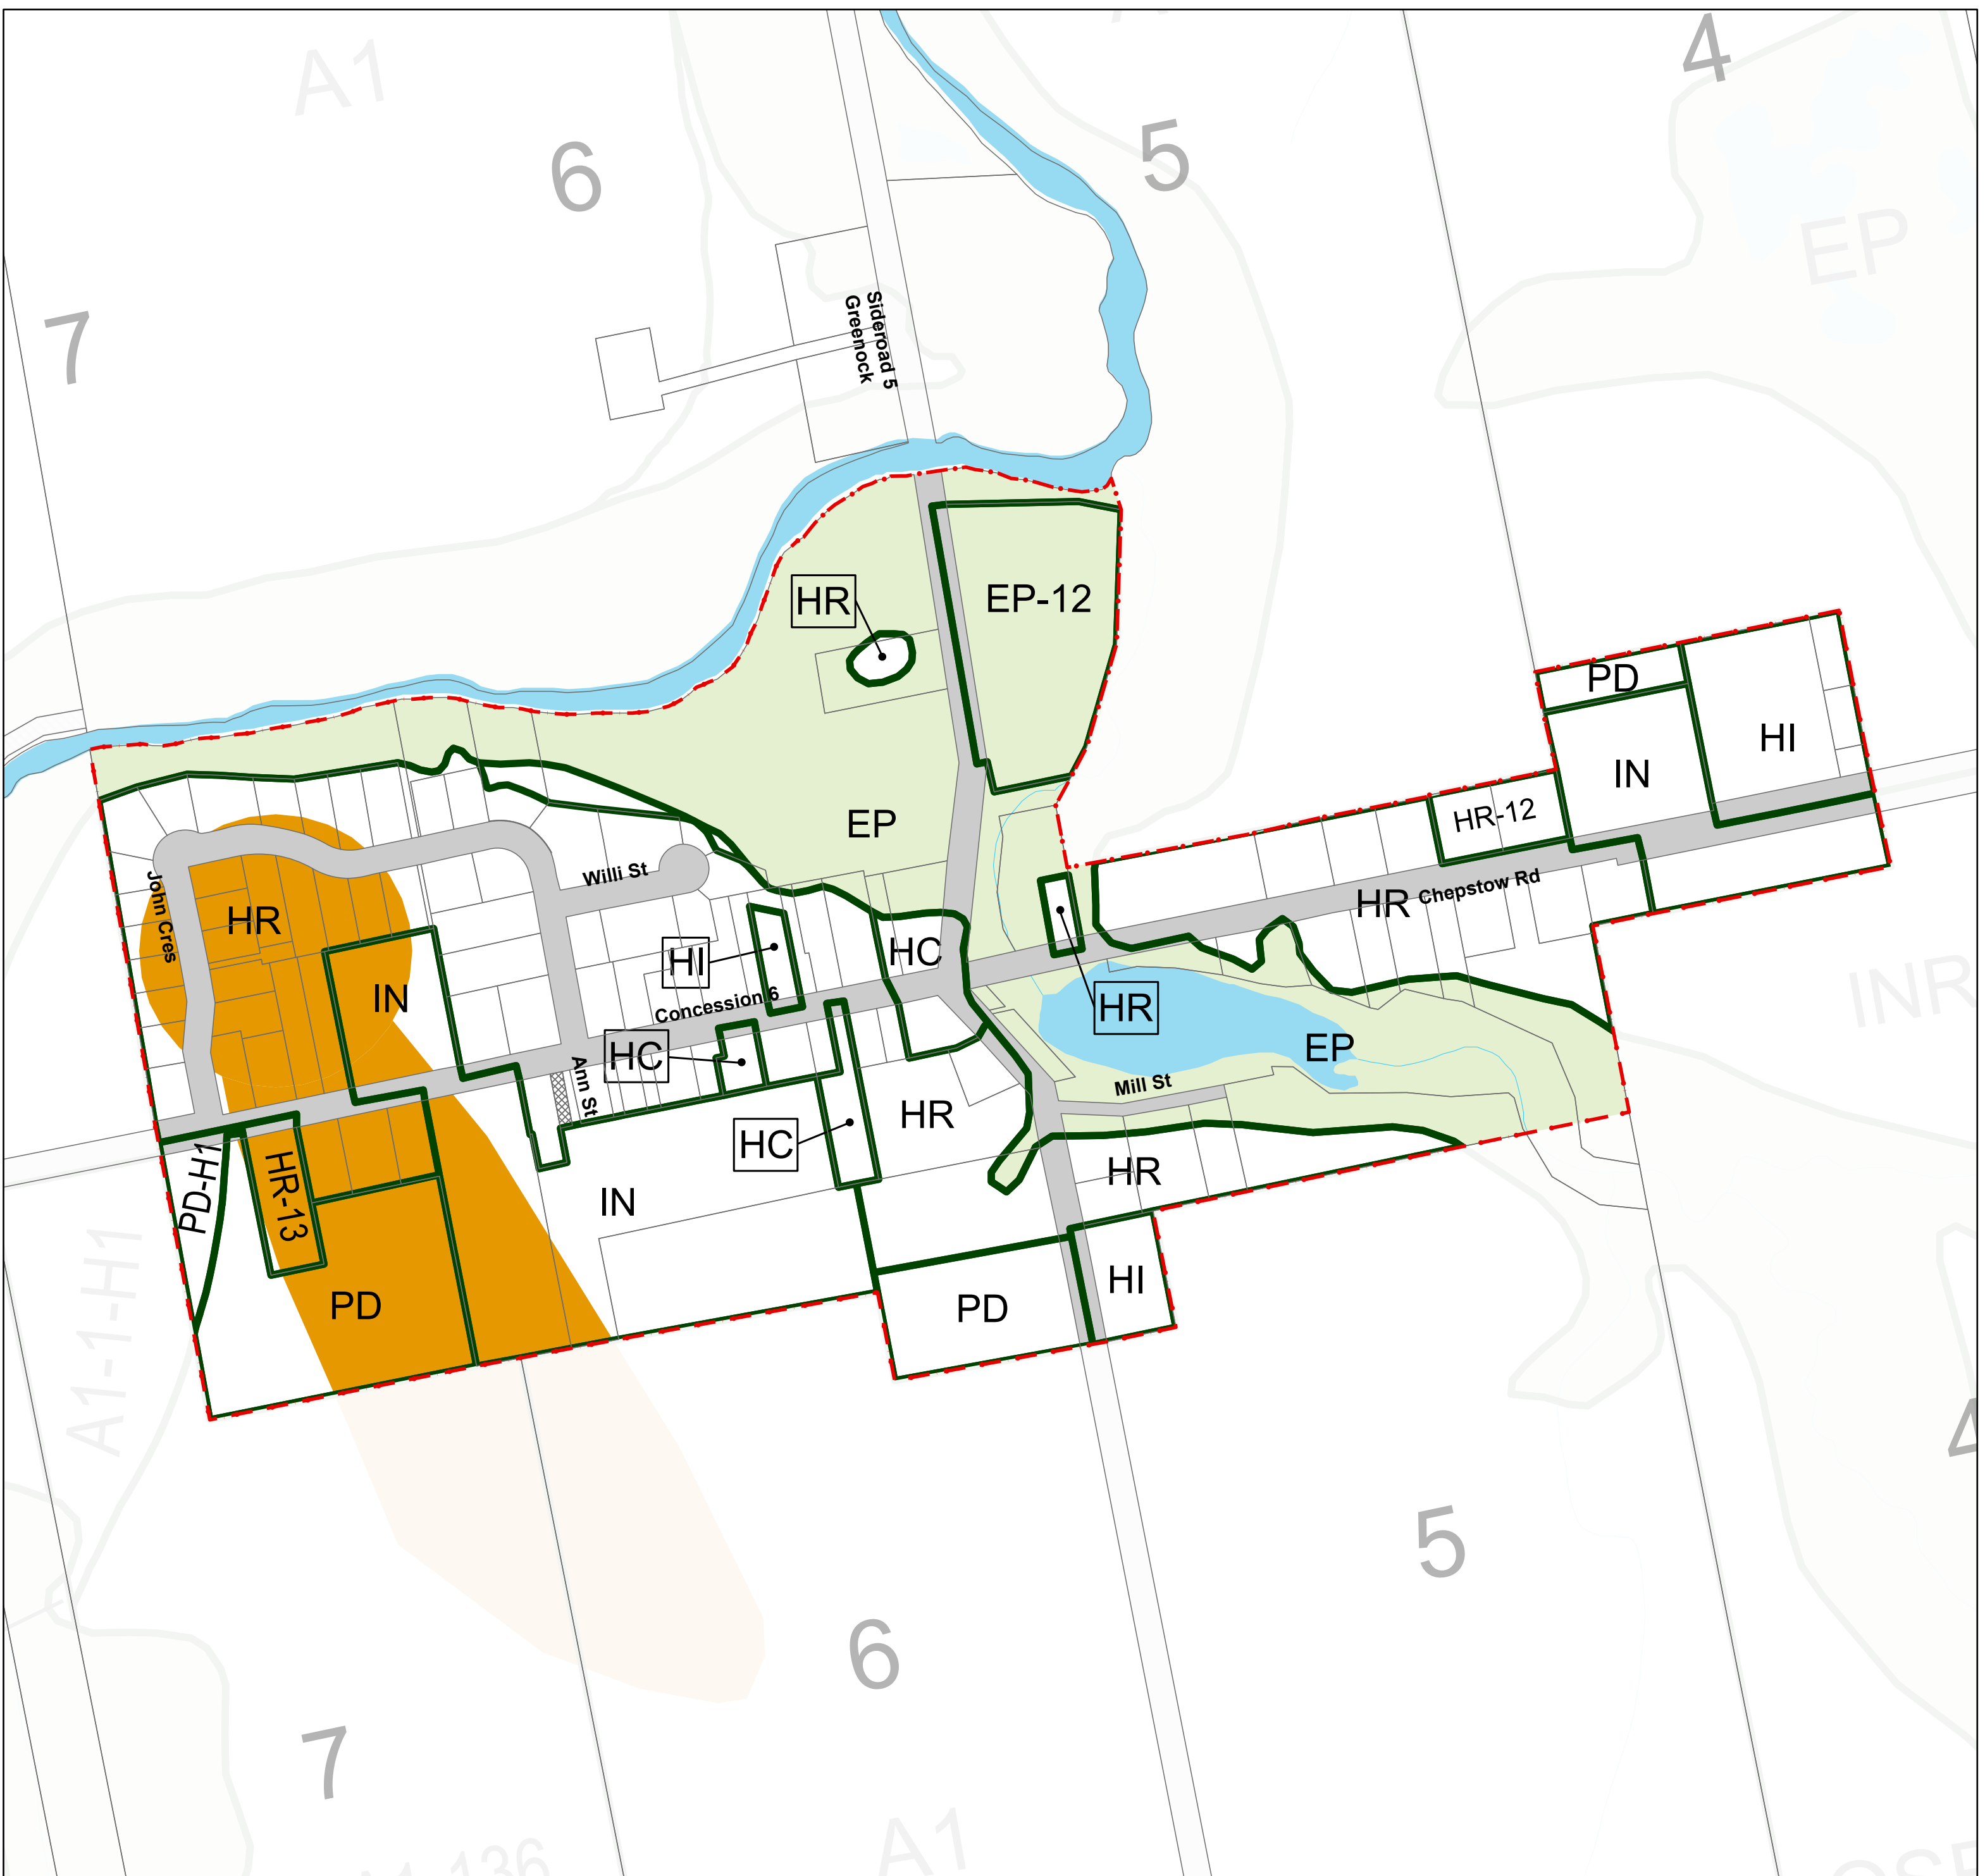 A1
4
6
5
EP
7
Sideroad 5
Greenock
HR
EP-12
PD
HI
IN
EP
HR-12
Willi St
John Cres
HR
HR
Chepstow Rd
HC
HI
IN
INR
Concession 6
HR
HC
EP
Ann St
Mill St
HR
HC
PD-H1
HR-13
HR
IN
A1-1-H1
HI
PD
PD
4
5
6
7
A1
A1-136